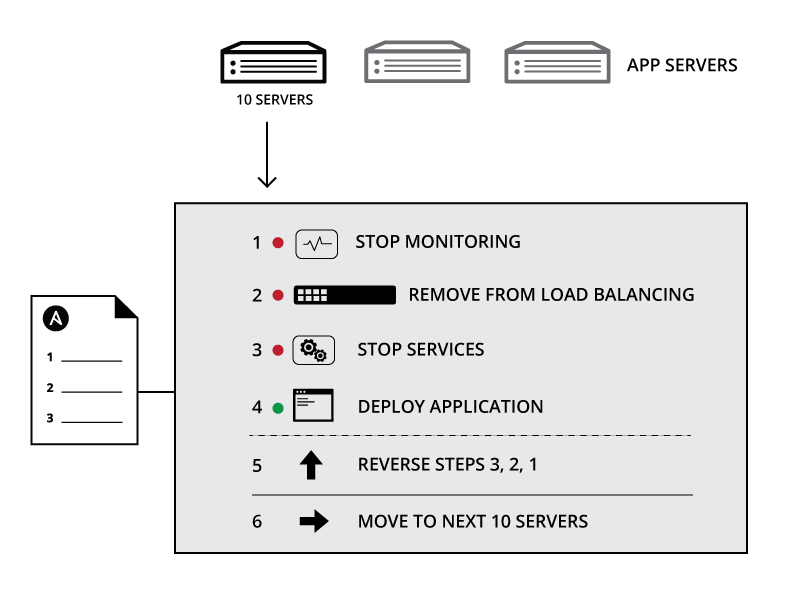 APP SERVERS
10 SERVERS
1 STOP MONITORING
2 REMOVE FROM LOAD BALANCING
3 STOP SERVICES
4 DEPLOY APPLICATION
5 REVERSE STEPS 3, 2, 1
6 MOVE TO NEXT 10 SERVERS
A
1
2
3